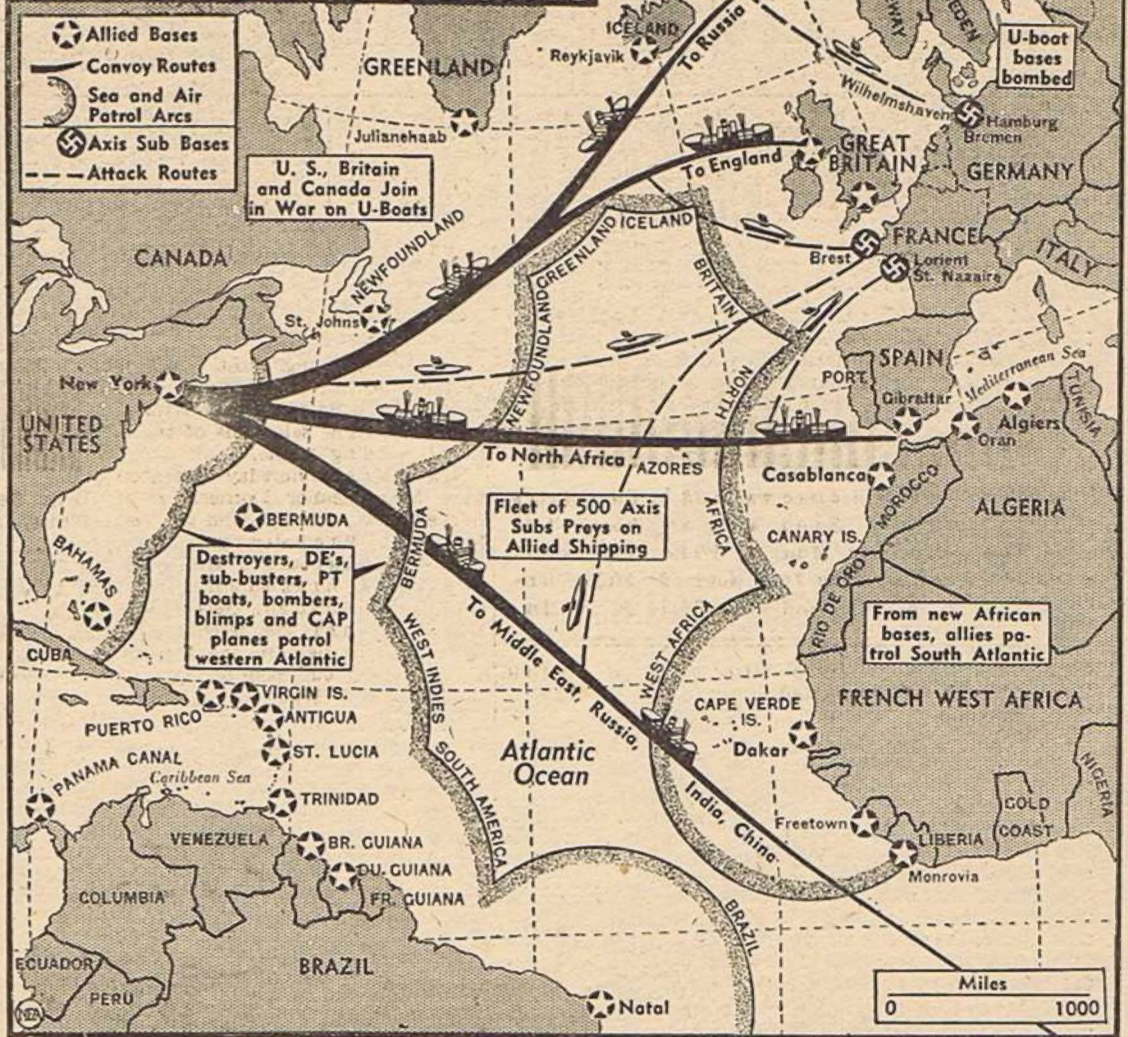 Allied Bases
Convoy Routes
Sea and Air
Patrol Arcs
Axis Sub Bases
Attack Routes
GREENLAND
Julianehaab
ICELAND
Reykjavik
To Russia
EDEN
U-boat
bases
bombed
Wilhelmshaven
Hamburg
Bremen
GERMANY
GREAT
BRITAIN
To England
U. S., Britain
and Canada Join
in War on U-Boats
CANADA
NEWFOUNDLAND
St. Johns
NEWFOUNDLAND
GREENLAND
ICELAND
BRITAIN
Brest
FRANCE
Lorient
St. Nazaire
ITALY
New York
UNITED
STATES
NORTH
AFRICA
PORT.
SPAIN
Mediterranean Sea
Gibraltar
Oran
Algiers
TUNISIA
To North Africa
AZORES
Casablanca
MOROCCO
ALGERIA
BERMUDA
BERMUDA
BAHAMAS
Fleet of 500 Axis
Subs Preys on
Allied Shipping
CANARY IS.
RIO DE ORO
Destroyers, DE's,
sub-busters, PT
boats, bombers,
blimps and CAP
planes patrol
western Atlantic
WEST INDIES
To Middle East, Russia,
India, China
WEST AFRICA
From new African
bases, allies pa-
trol South Atlantic
CUBA
PUERTO RICO
VIRGIN IS.
ANTIGUA
ST. LUCIA
PANAMA CANAL
Caribbean Sea
TRINIDAD
SOUTH AMERICA
Atlantic
Ocean
CAPE VERDE
IS.
Dakar
FRENCH WEST AFRICA
NIGERIA
GOLD
COAST
Freetown
LIBERIA
Monrovia
VENEZUELA
BR. GUIANA
DU. GUIANA
FR. GUIANA
COLUMBIA
ECUADOR
PERU
BRAZIL
BRAZIL
Natal
Miles
0 1000
NEA